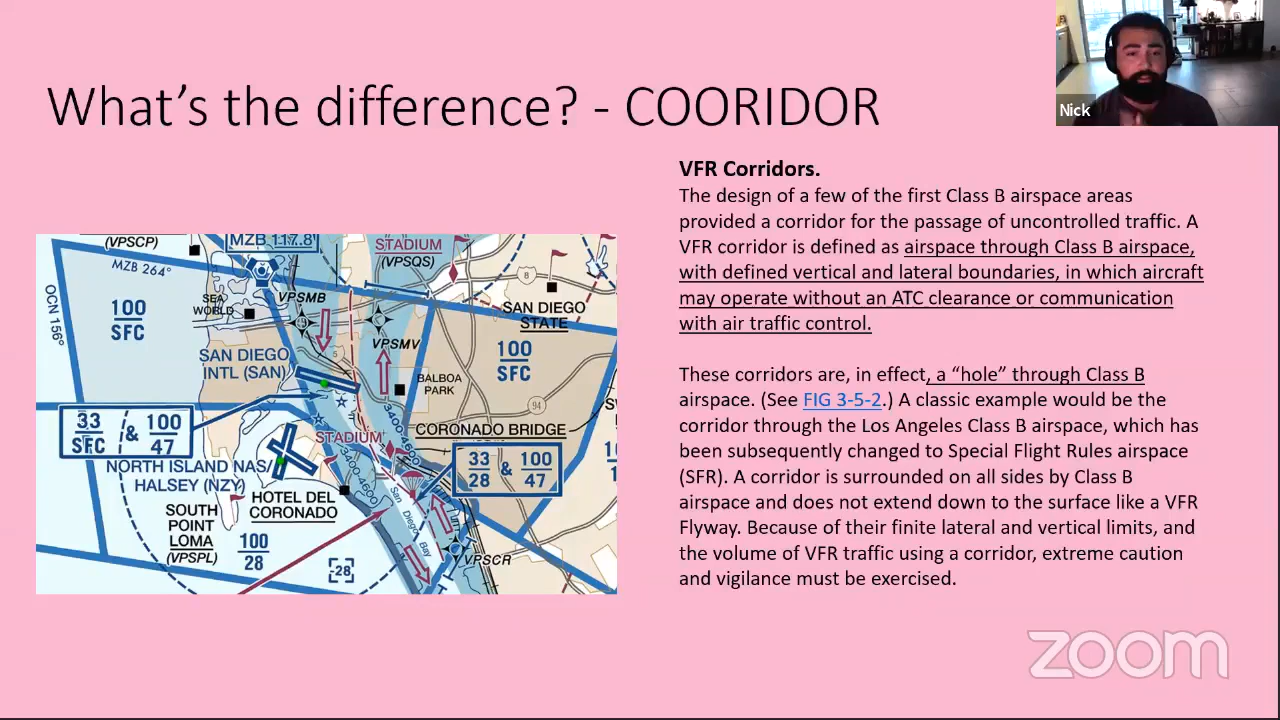 What's the difference? - COORIDOR
Nick
VFR Corridors.
The design of a few of the first Class B airspace areas
provided a corridor for the passage of uncontrolled traffic. A
VFR corridor is defined as airspace through Class B airspace,
with defined vertical and lateral boundaries, in which aircraft
may operate without an ATC clearance or communication
with air traffic control.
These corridors are, in effect, a “hole” through Class B
airspace. (See FIG 3-5-2.) A classic example would be the
corridor through the Los Angeles Class B airspace, which has
been subsequently changed to Special Flight Rules airspace
(SFR). A corridor is surrounded on all sides by Class B
airspace and does not extend down to the surface like a VFR
Flyway. Because of their finite lateral and vertical limits, and
the volume of VFR traffic using a corridor, extreme caution
and vigilance must be exercised.
(VPSCP)
MZB 117.8
STADIUM
(VPSQS)
MZB 264°
OCN 156°
100
SFC
SEA
WORLD
VPSMB
8
SAN DIEGO
STATE
VPSMV
5
SAN DIEGO
INTL (SAN)
100
SFC
BALBOA
PARK
94
33
SFC
& 100
47
3400-4600
STADIUM
CORONADO BRIDGE
33
28
& 100
47
NORTH ISLAND NAS/
HALSEY (NZY)
3400-4600
HOTEL DEL
CORONADO
San Diego Bay
SOUTH
POINT
LOMA
(VPSPL)
100
28
-28
VPSCR
zoom